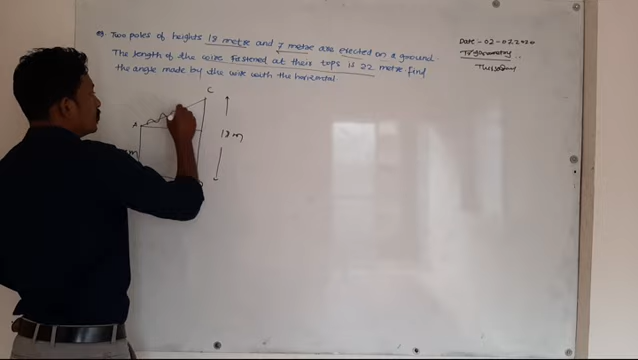 Two poles of heights 18 metre and 7 metre are erected on a ground.
The length of the wire fastened at their tops is 22 metre find
the angle made by the wire with the horizontal.
Date :- 02-07-2020
Trigonometry
Thursday
C
A
18 m
m